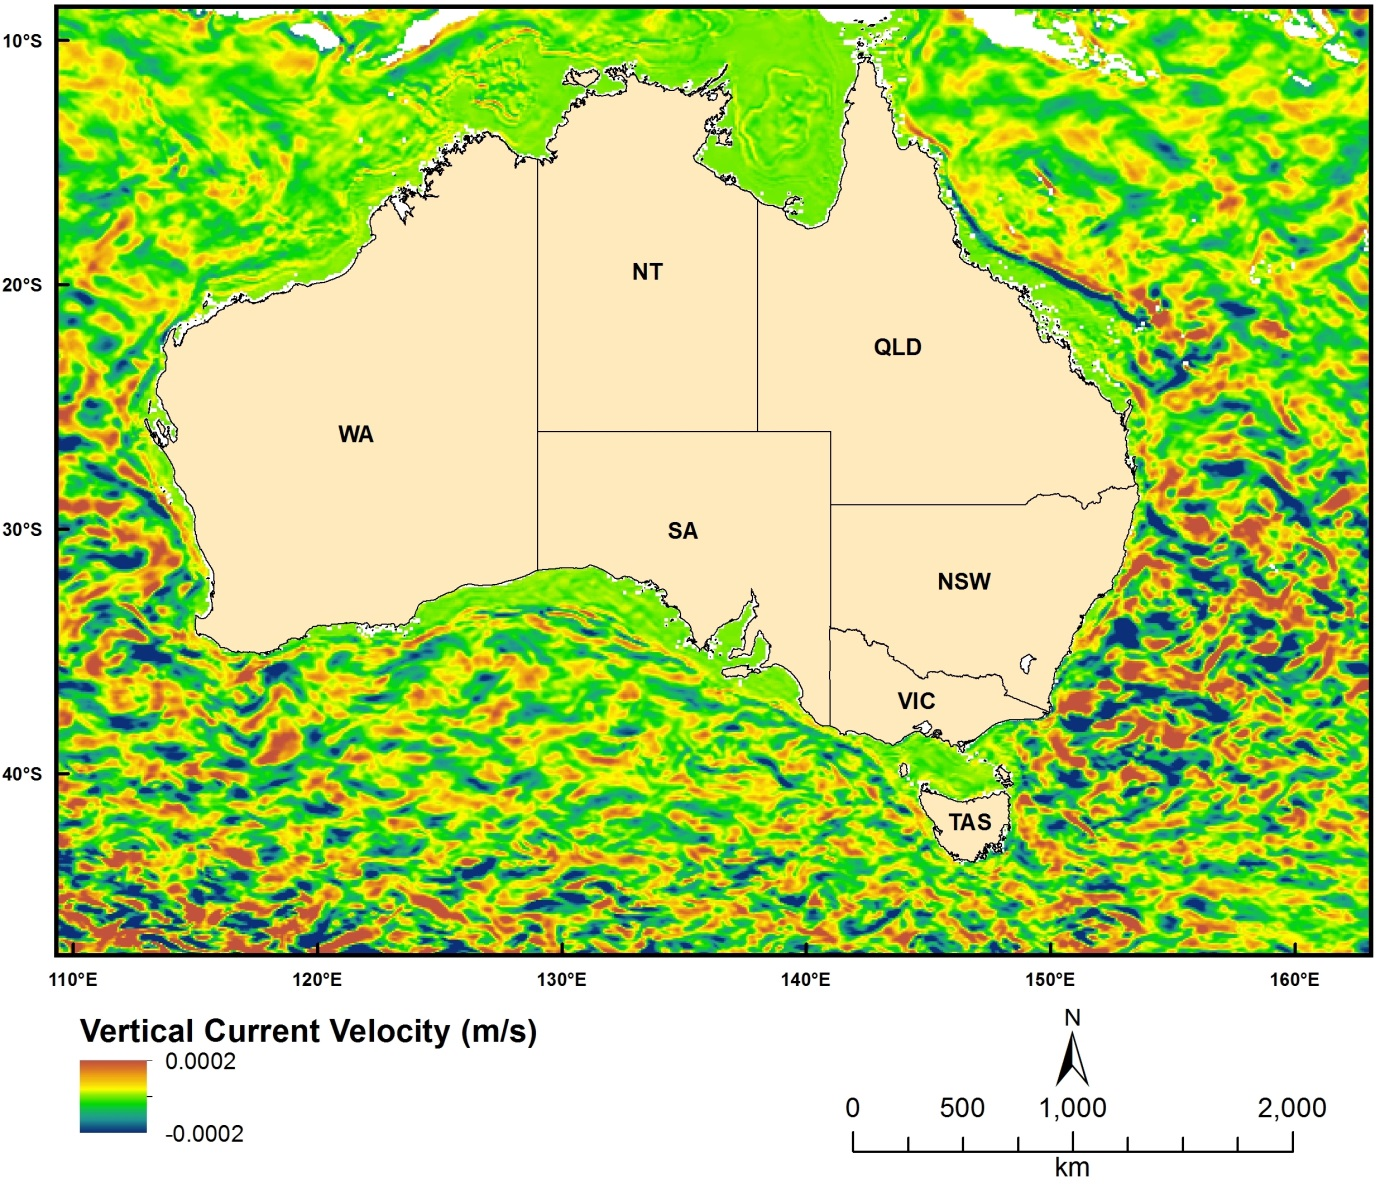 10°S
20°S
30°S
40°S
NT
QLD
WA
SA
NSW
VIC
TAS
110°E 120°E 130°E 140°E 150°E 160°E
Vertical Current Velocity (m/s)
0.0002
-0.0002
N
0 500 1,000 2,000
km